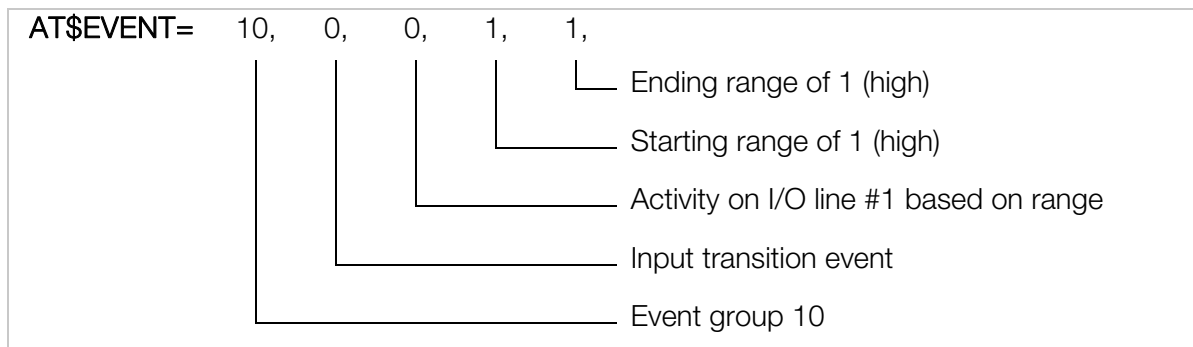 AT$EVENT= 10, 0, 0, 1, 1,
Ending range of 1 (high)
Starting range of 1 (high)
Activity on I/O line #1 based on range
Input transition event
Event group 10